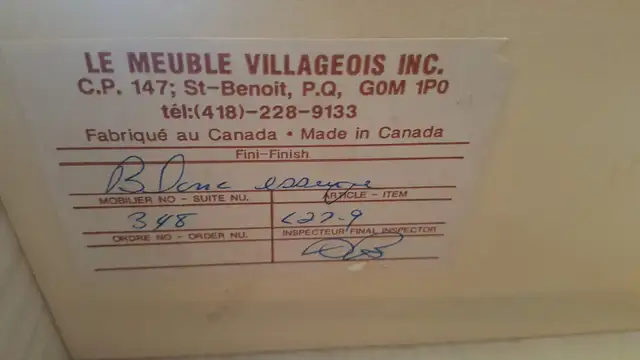 LE MEUBLE VILLAGEOIS INC.
C.P. 147; St-Benoit, P.Q, G0M 1P0
tél:(418)-228-9133
Fabriqué au Canada • Made in Canada
Fini-Finish
Blanc
MOBILIER NO - SUITE NU. ARTICLE - ITEM
348
ORDRE NO - ORDER NU. INSPECTEUR FINAL INSPECTOR